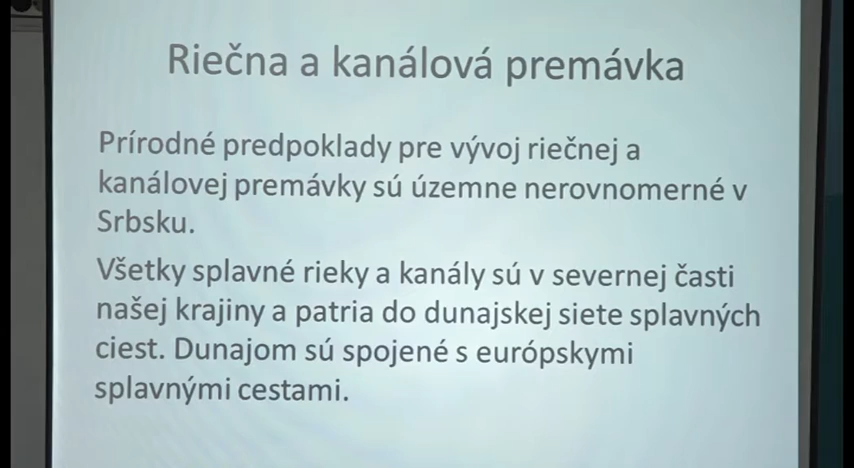 Riečna a kanálová premávka
Prírodné predpoklady pre vývoj riečnej a
kanálovej premávky sú územne nerovnomerné v
Srbsku.
Všetky splavné rieky a kanály sú v severnej časti
našej krajiny a patria do dunajskej siete splavných
ciest. Dunajom sú spojené s európskymi
splavnými cestami.